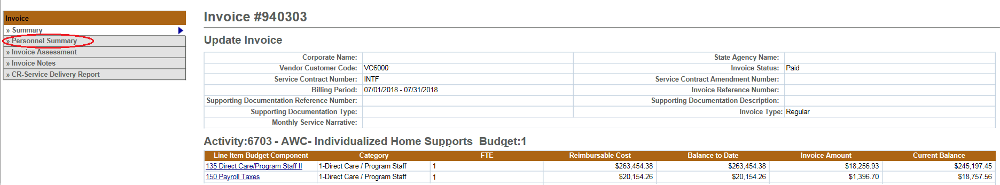 Invoice
» Summary
» Personnel Summary
» Invoice Assessment
» Invoice Notes
» CR-Service Delivery Report
Invoice #940303
Update Invoice
Corporate Name: State Agency Name:
Vendor Customer Code: VC6000 Invoice Status: Paid
Service Contract Number: INTF Service Contract Amendment Number:
Billing Period: 07/01/2018 - 07/31/2018 Invoice Reference Number:
Supporting Documentation Reference Number: Supporting Documentation Description:
Supporting Documentation Type: Invoice Type: Regular
Monthly Service Narrative:
Activity:6703 - AWC- Individualized Home Supports Budget:1
Line Item Budget Component Category FTE Reimbursable Cost Balance to Date Invoice Amount Current Balance
135 Direct Care/Program Staff II 1-Direct Care / Program Staff 1 $263,454.38 $263,454.38 $18,256.93 $245,197.45
150 Payroll Taxes 1-Direct Care / Program Staff 1 $20,154.26 $20,154.26 $1,396.70 $18,757.56